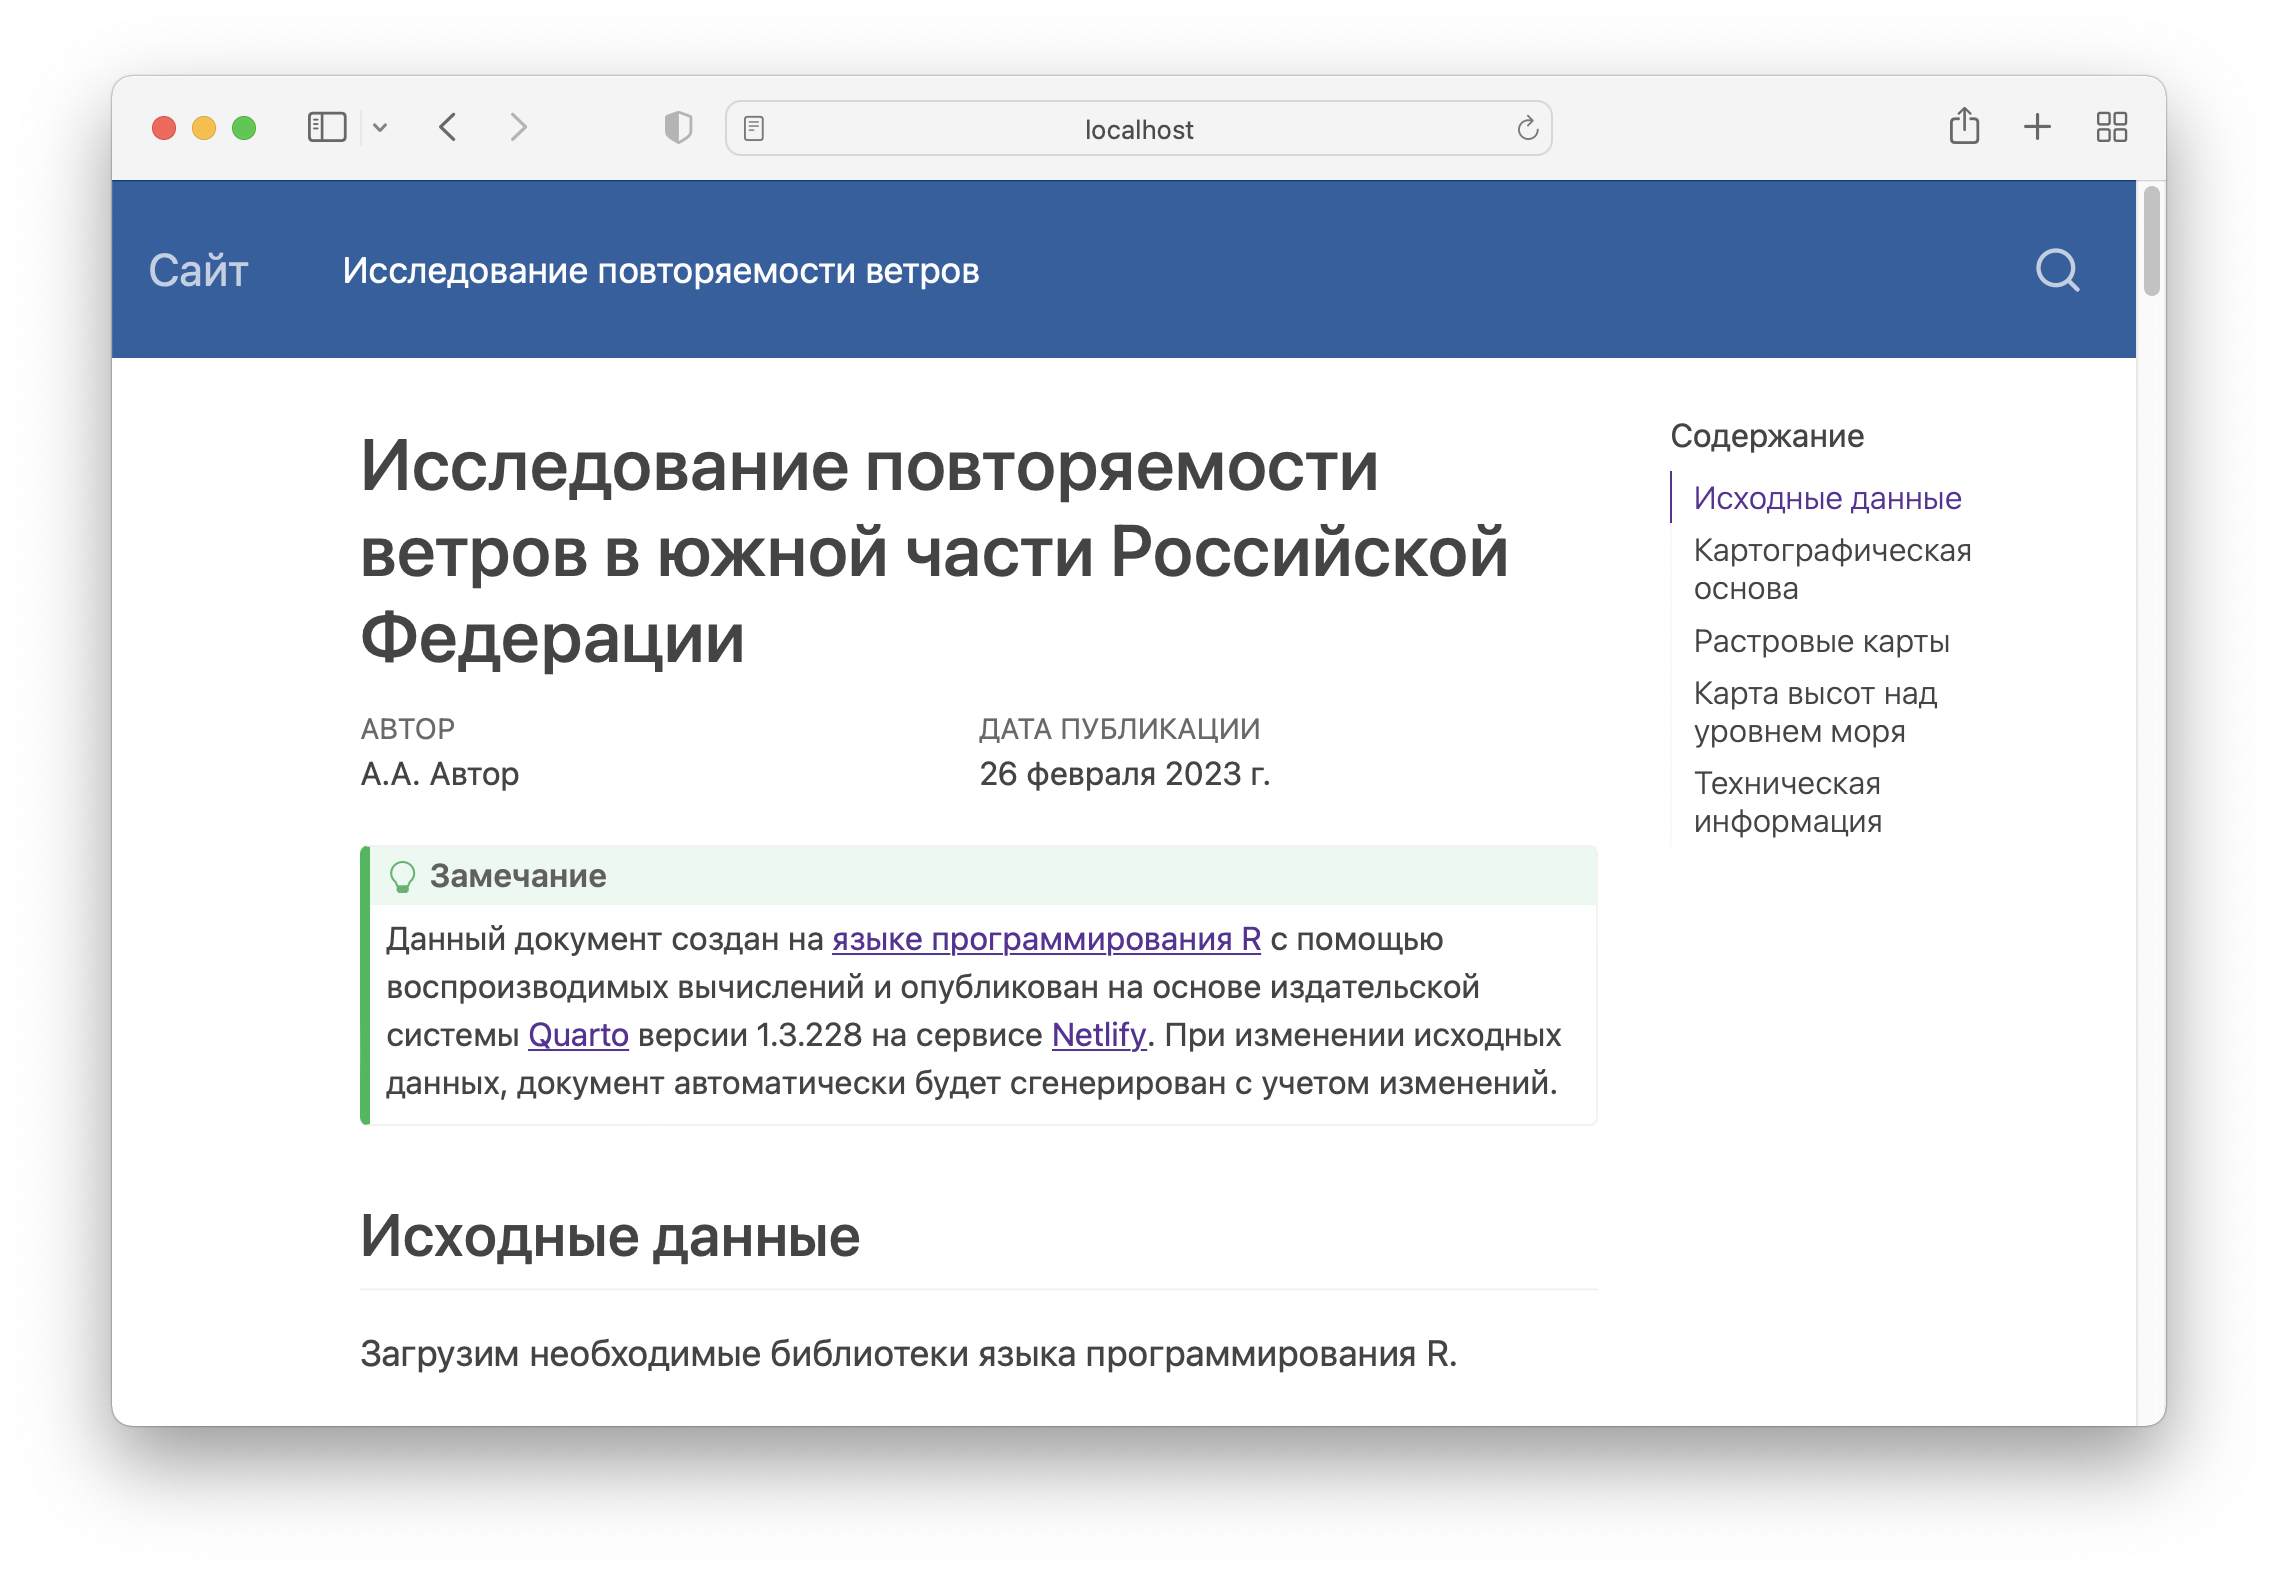 localhost
Сайт
Исследование повторяемости ветров
Исследование повторяемости
ветров в южной части Российской
Федерации
АВТОР
А.А. Автор
ДАТА ПУБЛИКАЦИИ
26 февраля 2023 г.
Замечание
Данный документ создан на языке программирования R с помощью
воспроизводимых вычислений и опубликован на основе издательской
системы Quarto версии 1.3.228 на сервисе Netlify. При изменении исходных
данных, документ автоматически будет сгенерирован с учетом изменений.
Исходные данные
Загрузим необходимые библиотеки языка программирования R.
Содержание
Исходные данные
Картографическая
основа
Растровые карты
Карта высот над
уровнем моря
Техническая
информация